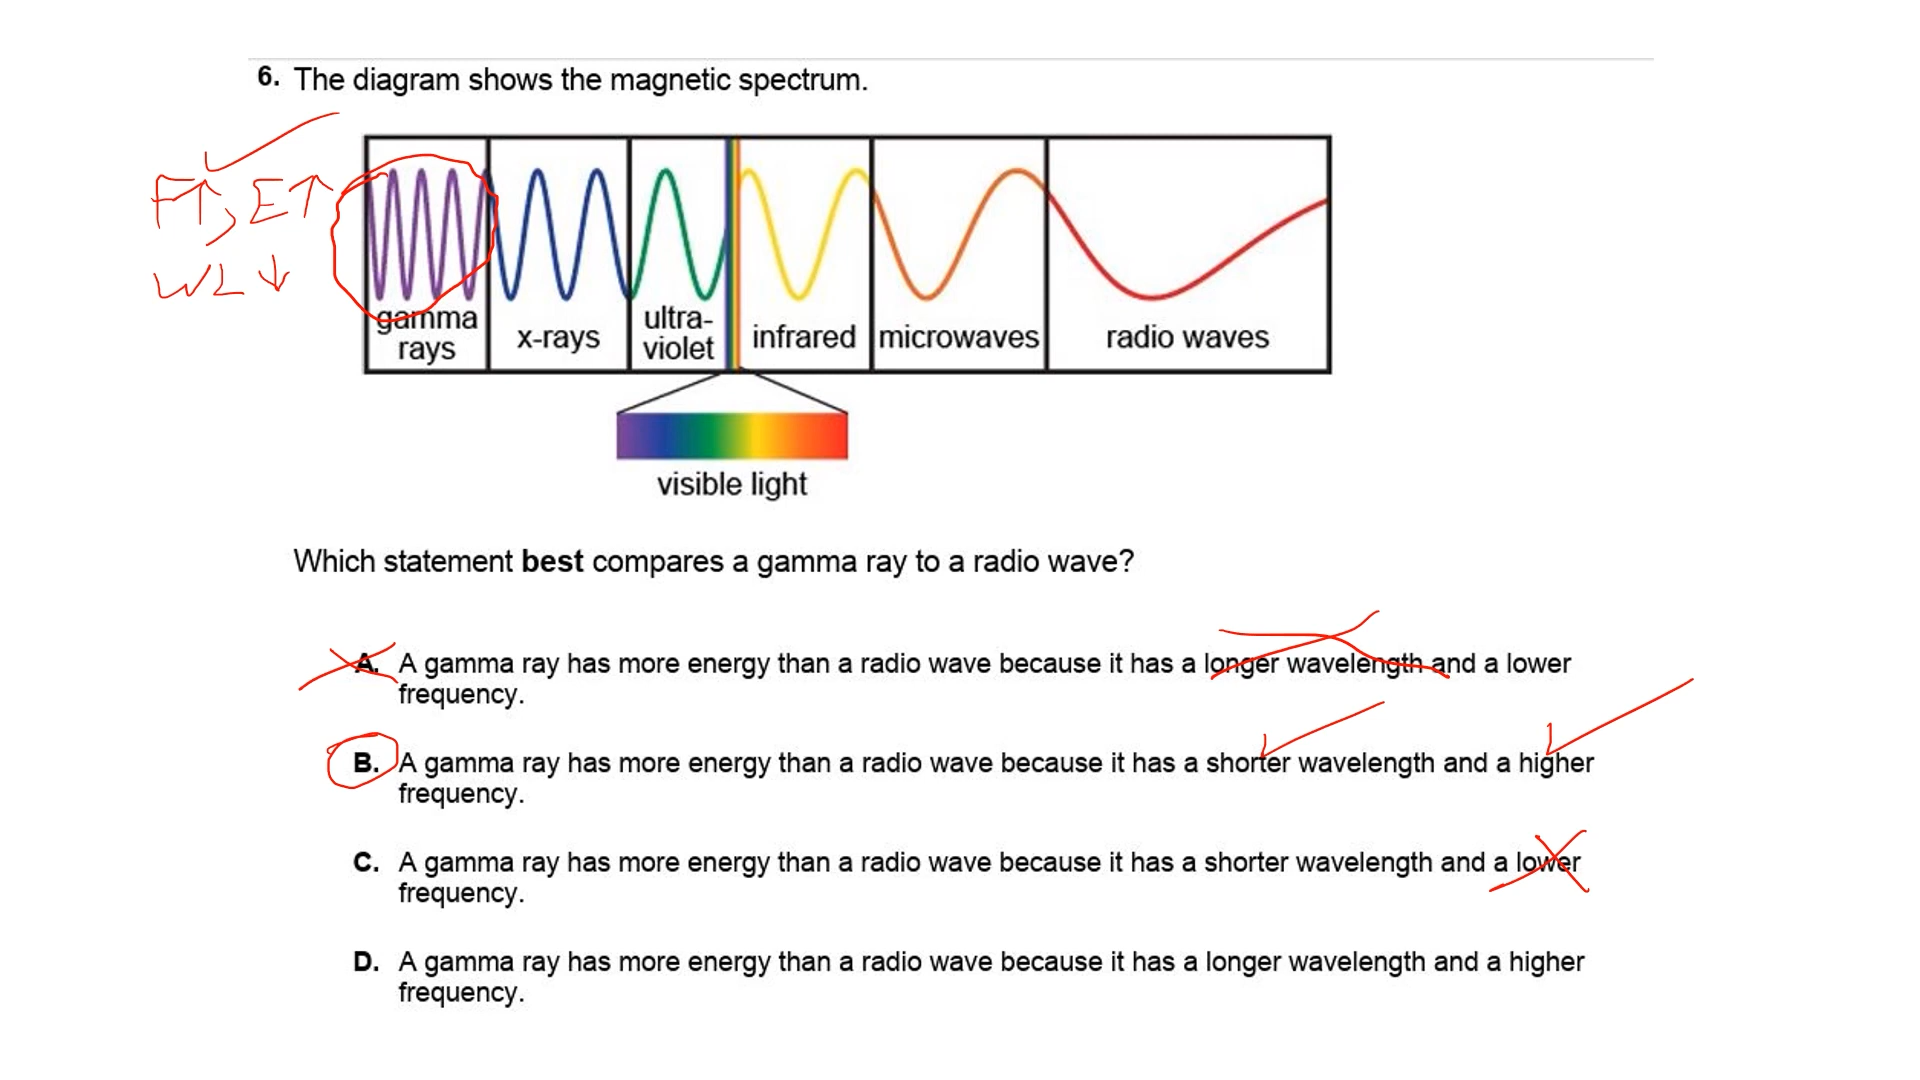 6. The diagram shows the magnetic spectrum.
F↑, E↑
WL↓
gamma
rays
x-rays
ultra-
violet
infrared
microwaves
radio waves
visible light
Which statement best compares a gamma ray to a radio wave?
A. A gamma ray has more energy than a radio wave because it has a longer wavelength and a lower
frequency.
B. A gamma ray has more energy than a radio wave because it has a shorter wavelength and a higher
frequency.
C. A gamma ray has more energy than a radio wave because it has a shorter wavelength and a lower
frequency.
D. A gamma ray has more energy than a radio wave because it has a longer wavelength and a higher
frequency.